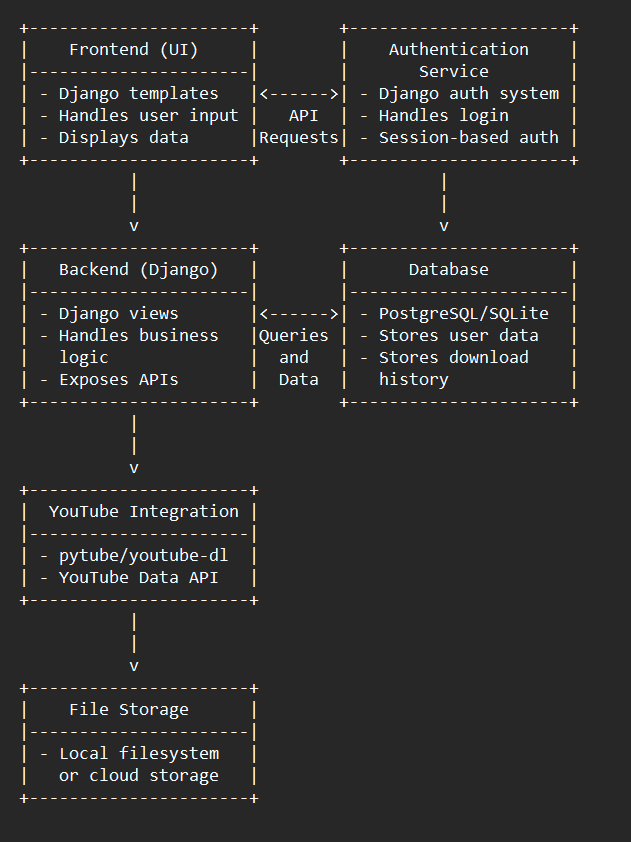 +----------------------+        +----------------------+
|    Frontend (UI)     |        |    Authentication    |
|----------------------|        |       Service        |
| - Django templates   |<------>| - Django auth system |
| - Handles user input |   API  | - Handles login      |
| - Displays data      |Requests| - Session-based auth |
+----------------------+        +----------------------+
           |                              |
           |                              |
           v                              v
+----------------------+        +----------------------+
|   Backend (Django)   |        |      Database        |
|----------------------|        |----------------------|
| - Django views       |<------>| - PostgreSQL/SQLite  |
| - Handles business   |Queries | - Stores user data   |
|   logic              |  and   | - Stores download    |
| - Exposes APIs       |  Data  |   history            |
+----------------------+        +----------------------+
           |
           |
           v
+----------------------+
|  YouTube Integration |
|----------------------|
| - pytube/youtube-dl  |
| - YouTube Data API   |
+----------------------+
           |
           |
           v
+----------------------+
|    File Storage      |
|----------------------|
| - Local filesystem   |
|   or cloud storage   |
+----------------------+